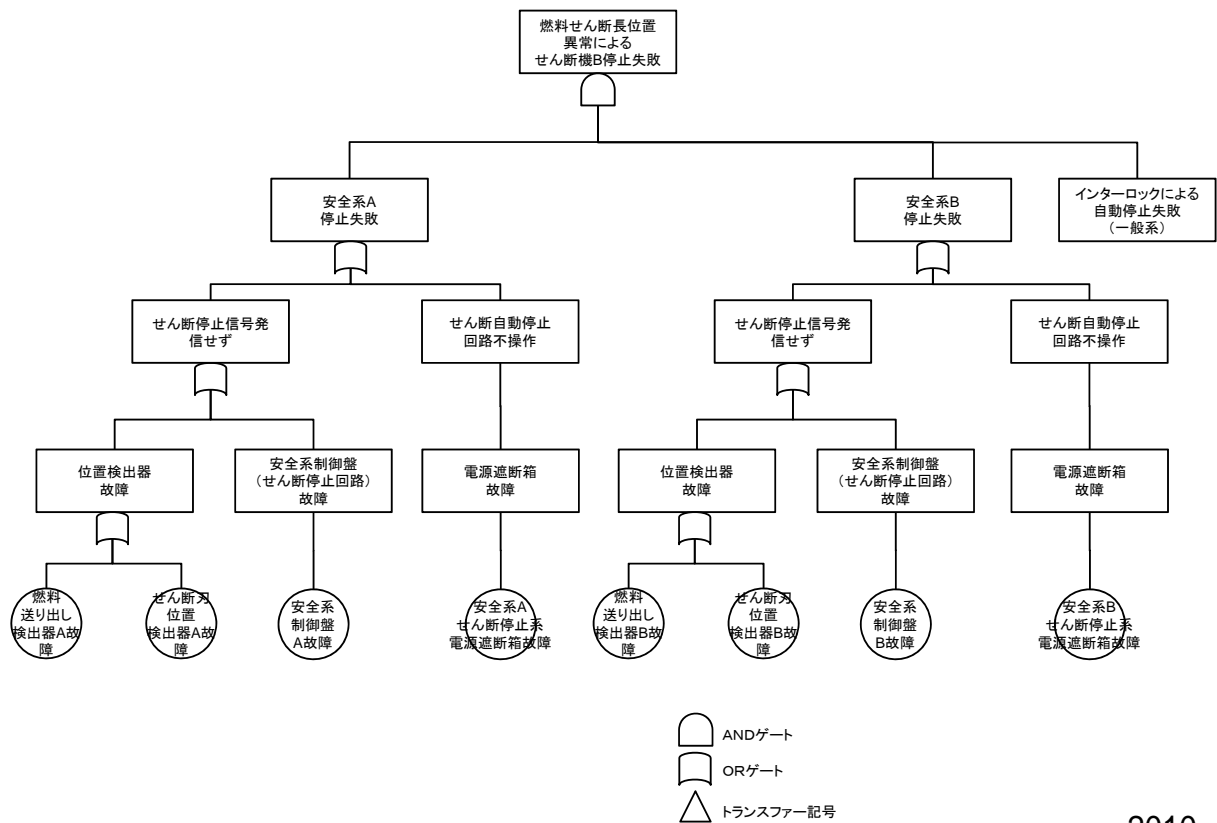 燃料せん断長位置
異常による
せん断機B停止失敗
安全系A
停止失敗
安全系B
停止失敗
インターロックによる
自動停止失敗
(一般系)
せん断停止信号発
信せず
せん断自動停止
回路不操作
せん断停止信号発
信せず
せん断自動停止
回路不操作
位置検出器
故障
安全系制御盤
(せん断停止回路)
故障
電源遮断箱
故障
位置検出器
故障
安全系制御盤
(せん断停止回路)
故障
電源遮断箱
故障
燃料
送り出し
検出器A故
障
せん断刃
位置
検出器A故
障
安全系
制御盤
A故障
安全系A
せん断停止系
電源遮断箱故障
燃料
送り出し
検出器B故
障
せん断刃
位置
検出器B故
障
安全系
制御盤
B故障
安全系B
せん断停止系
電源遮断箱故障
ANDゲート
ORゲート
トランスファー記号